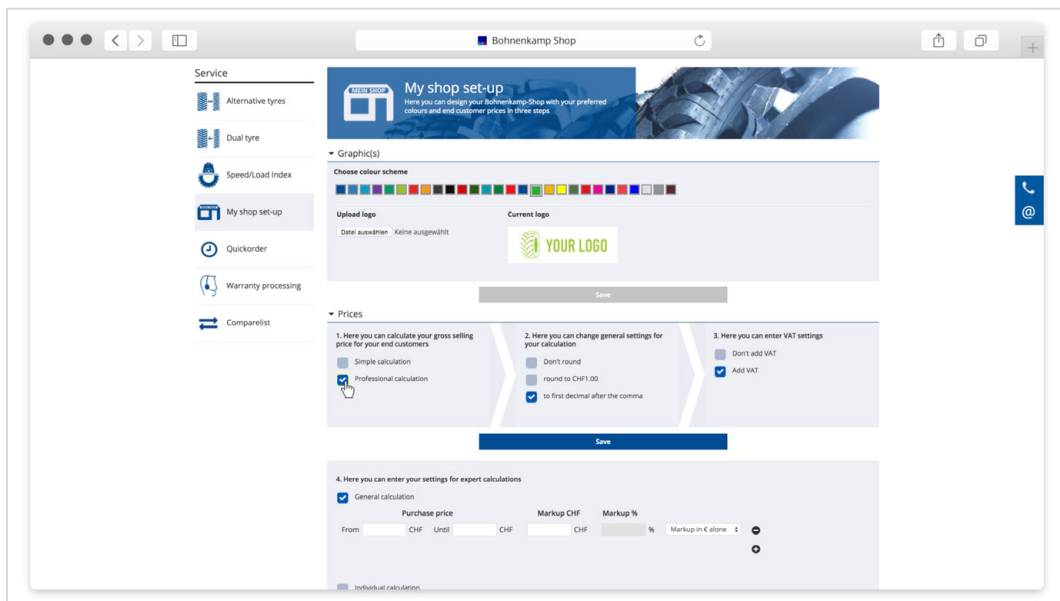 Bohnenkamp Shop
Service
Alternative tyres
Dual tyre
Speed/Load Index
My shop set-up
Quickorder
Warranty processing
Comparelist
MEIN SHOP
My shop set-up
Here you can design your Bohnenkamp-Shop with your preferred
colours and end customer prices in three steps
Graphic(s)
Choose colour scheme
Upload logo
Current logo
Datei auswählen Keine ausgewählt
YOUR LOGO
Save
@
Prices
1. Here you can calculate your gross selling
price for your end customers
Simple calculation
Professional calculation
2. Here you can change general settings for
your calculation
Don't round
round to CHF1.00
to first decimal after the comma
3. Here you can enter VAT settings
Don't add VAT
Add VAT
Save
4. Here you can enter your settings for expert calculations
General calculation
Purchase price Markup CHF Markup %
From CHF Until CHF CHF % Markup in € alone
Individual calculation